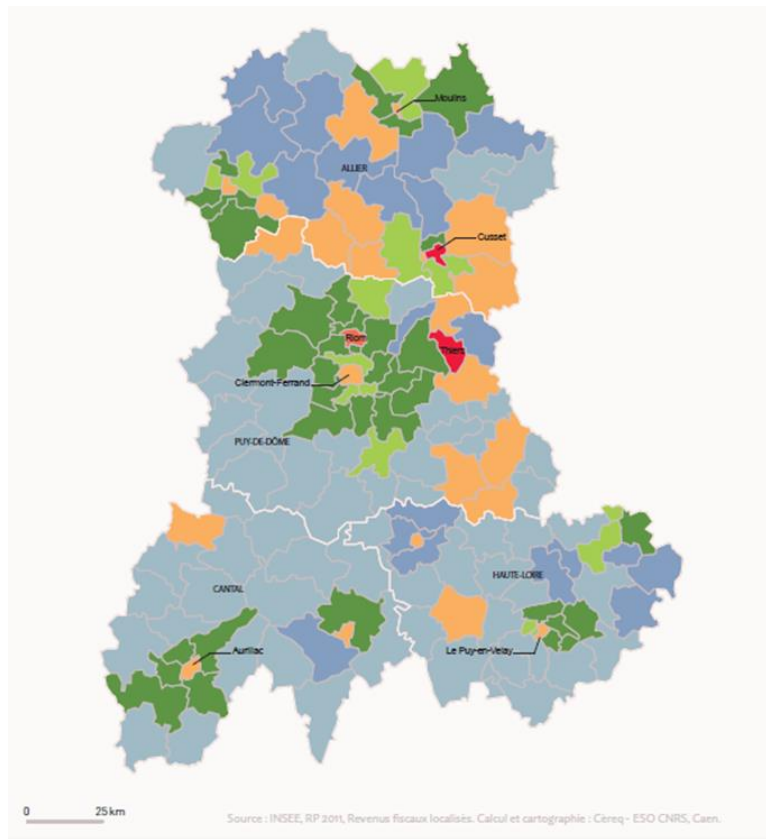 Moulins
ALLIER
Cusset
Riom
Thiers
Clermont-Ferrand
PUY-DE-DÔME
HAUTE-LOIRE
CANTAL
Aurillac
Le Puy-en-Velay
0 25 km
Source : INSEE, RP 2011, Revenus fiscaux localisés. Calcul et cartographie : Céreq - ESO CNRS, Caen.